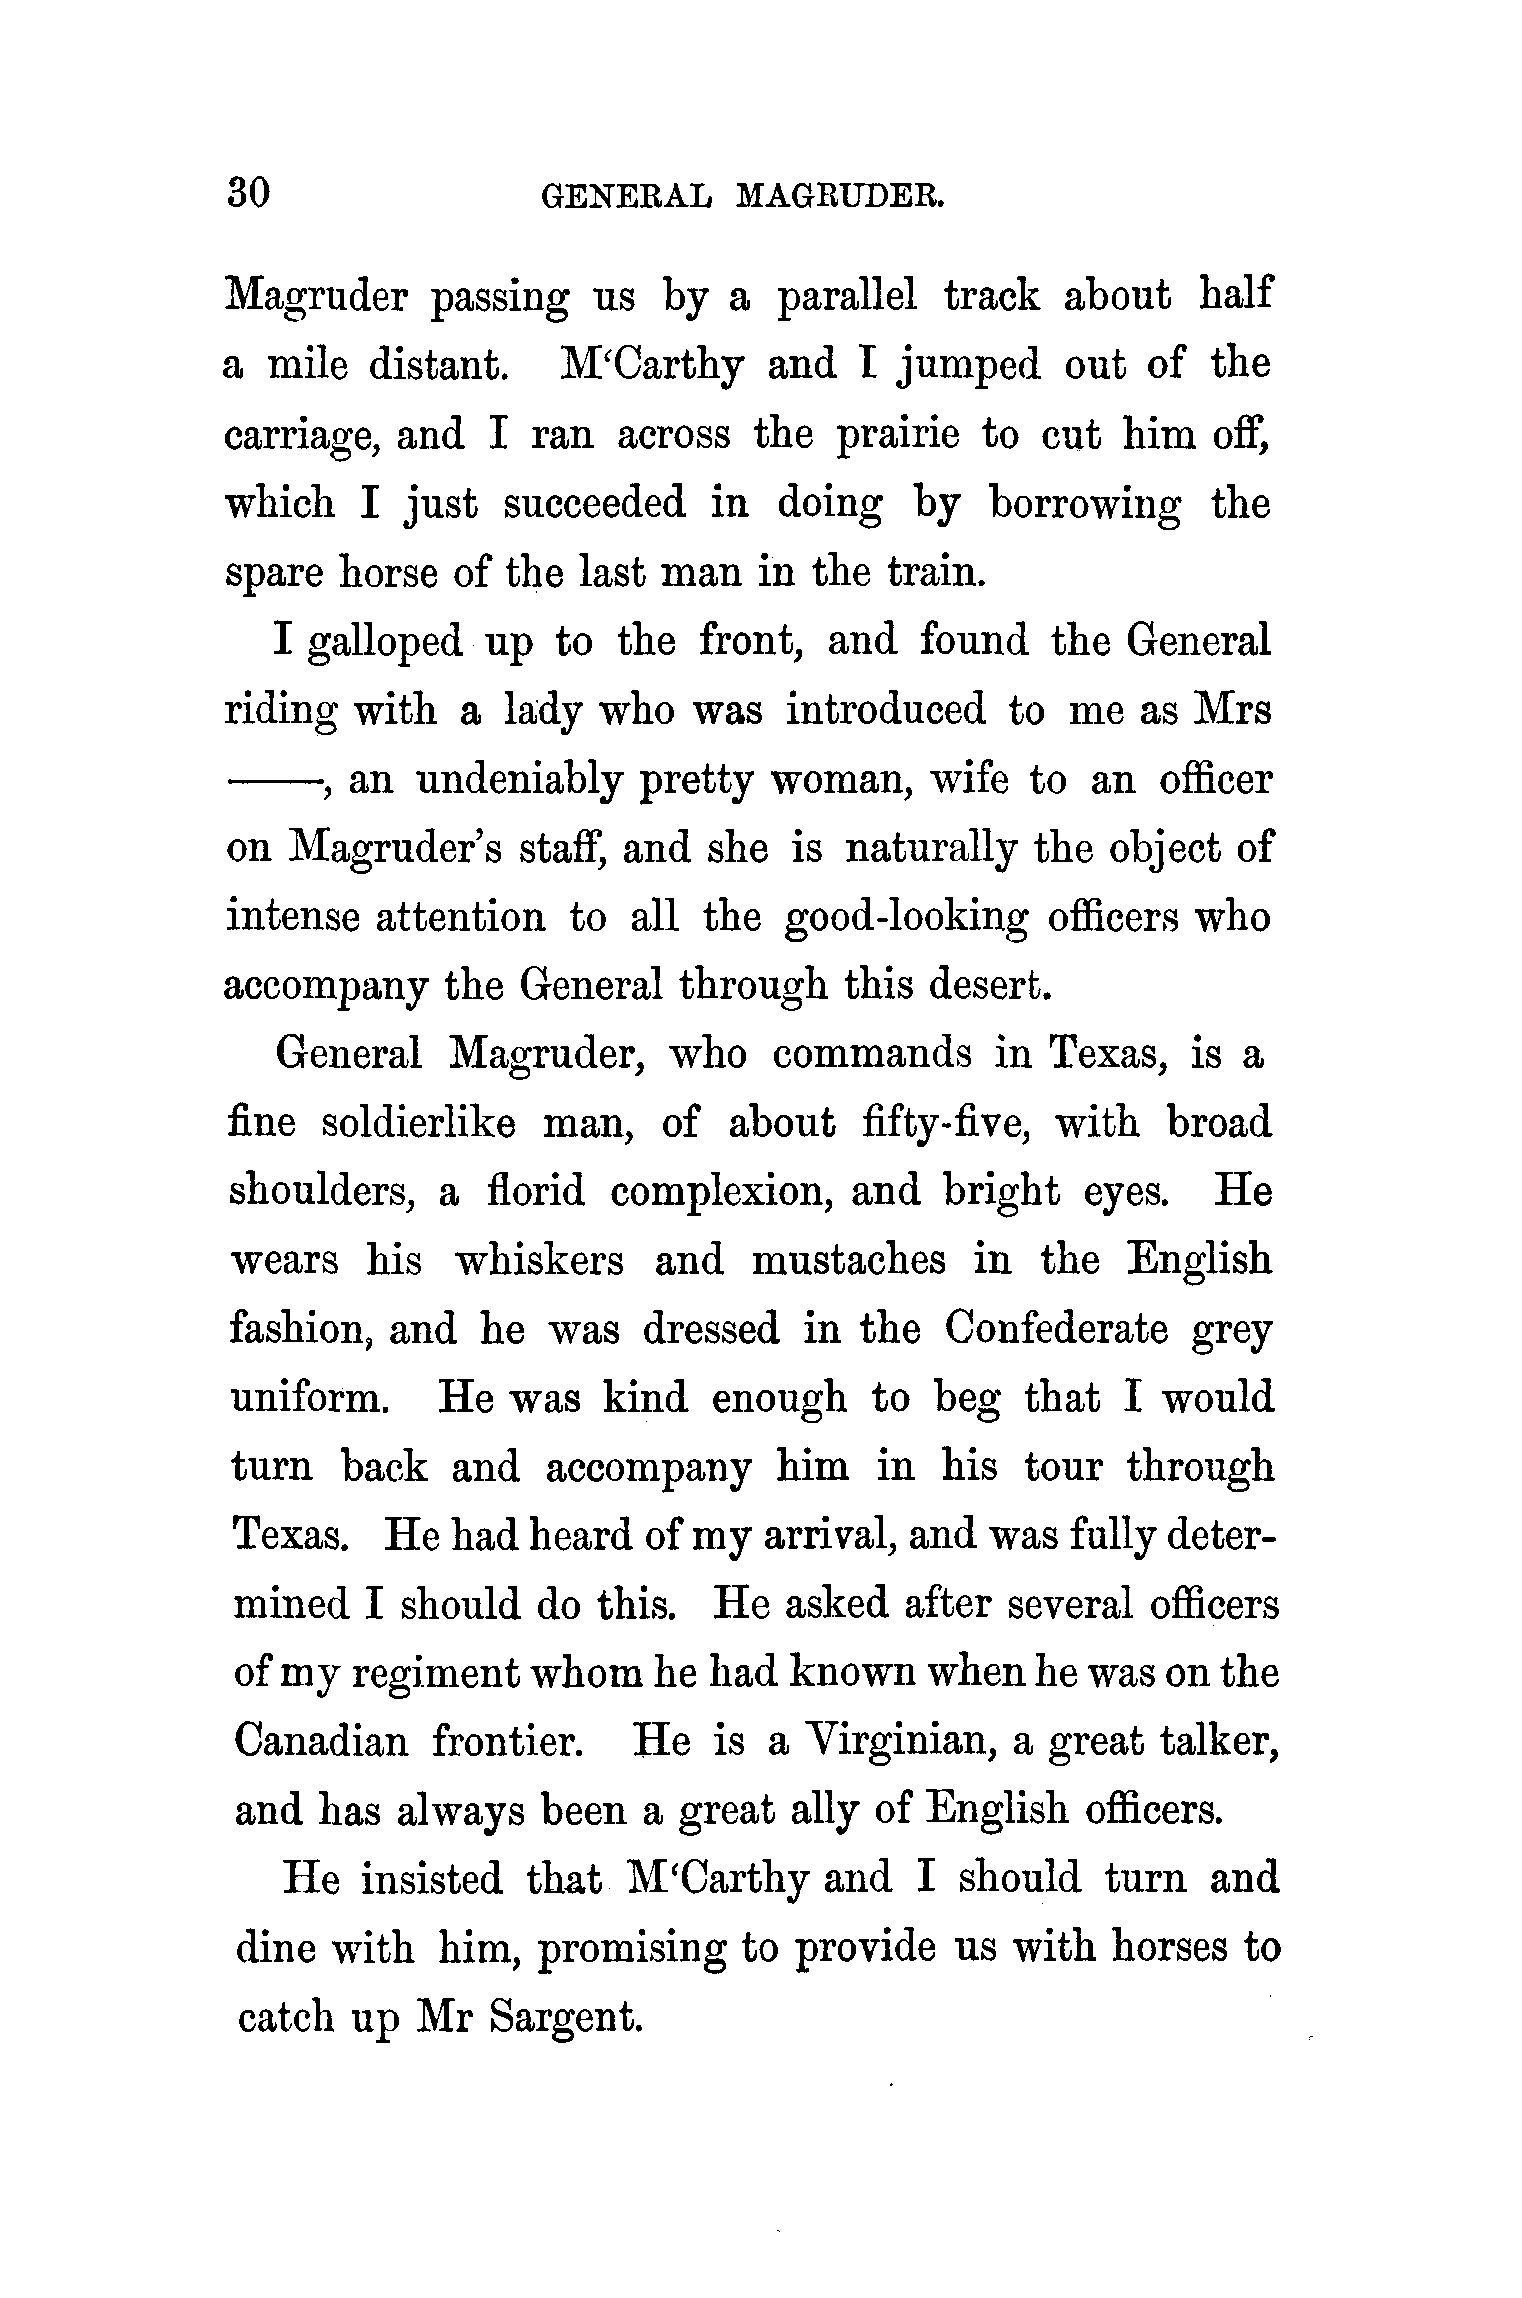 30 GENERAL MAGRUDER.
Magruder passing us by a parallel track about half
a mile distant. M‘Carthy and I jumped out of the
carriage, and I ran across the prairie to cut him off,
which I just succeeded in doing by borrowing the
spare horse of the last man in the train.
I galloped up to the front, and found the General
riding with a lady who was introduced to me as Mrs
——, an undeniably pretty woman, wife to an officer
on Magruder’s staff, and she is naturally the object of
intense attention to all the good-looking officers who
accompany the General through this desert.
General Magruder, who commands in Texas, is a
fine soldierlike man, of about fifty-five, with broad
shoulders, a florid complexion, and bright eyes. He
wears his whiskers and mustaches in the English
fashion, and he was dressed in the Confederate grey
uniform. He was kind enough to beg that I would
turn back and accompany him in his tour through
Texas. He had heard of my arrival, and was fully deter-
mined I should do this. He asked after several officers
of my regiment whom he had known when he was on the
Canadian frontier. He is a Virginian, a great talker,
and has always been a great ally of English officers.
He insisted that M‘Carthy and I should turn and
dine with him, promising to provide us with horses to
catch up Mr Sargent.